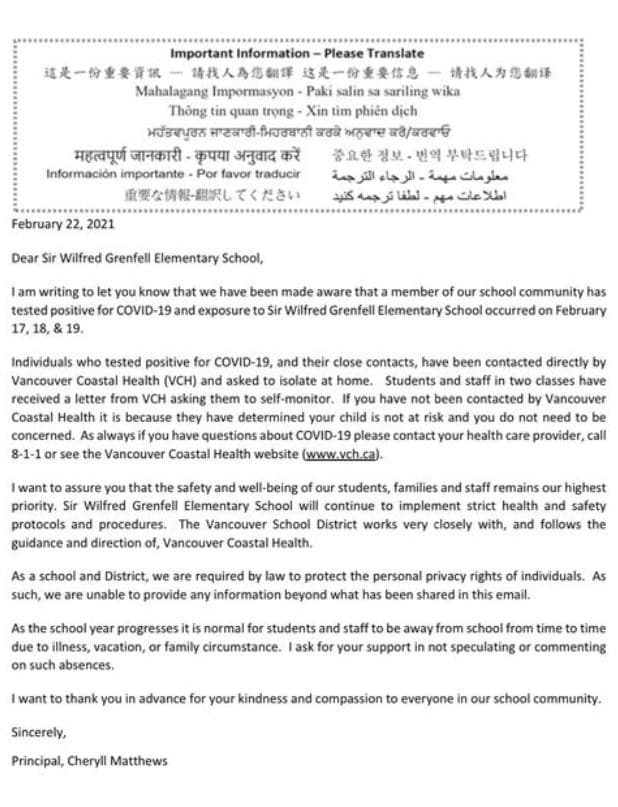 Important Information – Please Translate
這是一份重要資訊 — 請找人為您翻譯 这是一份重要信息 — 请找人为您翻译
Mahalagang Impormasyon - Paki salin sa sariling wika
Thông tin quan trọng - Xin tìm phiên dịch
ਮਹੱਤਵਪੂਰਨ ਜਾਣਕਾਰੀ-ਮਿਹਰਬਾਨੀ ਕਰਕੇ ਅਨੁਵਾਦ ਕਰੋ/ਕਰਵਾਓ
महत्वपूर्ण जानकारी - कृपया अनुवाद करें 중요한 정보 - 번역 부탁드립니다
Información importante - Por favor traducir معلومات مهمة - الرجاء الترجمة
重要な情報-翻訳してください اطلاعات مهم - لطفا ترجمه کنید
February 22, 2021
Dear Sir Wilfred Grenfell Elementary School,
I am writing to let you know that we have been made aware that a member of our school community has
tested positive for COVID-19 and exposure to Sir Wilfred Grenfell Elementary School occurred on February
17, 18, & 19.
Individuals who tested positive for COVID-19, and their close contacts, have been contacted directly by
Vancouver Coastal Health (VCH) and asked to isolate at home. Students and staff in two classes have
received a letter from VCH asking them to self-monitor. If you have not been contacted by Vancouver
Coastal Health it is because they have determined your child is not at risk and you do not need to be
concerned. As always if you have questions about COVID-19 please contact your health care provider, call
8-1-1 or see the Vancouver Coastal Health website (www.vch.ca).
I want to assure you that the safety and well-being of our students, families and staff remains our highest
priority. Sir Wilfred Grenfell Elementary School will continue to implement strict health and safety
protocols and procedures. The Vancouver School District works very closely with, and follows the
guidance and direction of, Vancouver Coastal Health.
As a school and District, we are required by law to protect the personal privacy rights of individuals. As
such, we are unable to provide any information beyond what has been shared in this email.
As the school year progresses it is normal for students and staff to be away from school from time to time
due to illness, vacation, or family circumstance. I ask for your support in not speculating or commenting
on such absences.
I want to thank you in advance for your kindness and compassion to everyone in our school community.
Sincerely,
Principal, Cheryll Matthews